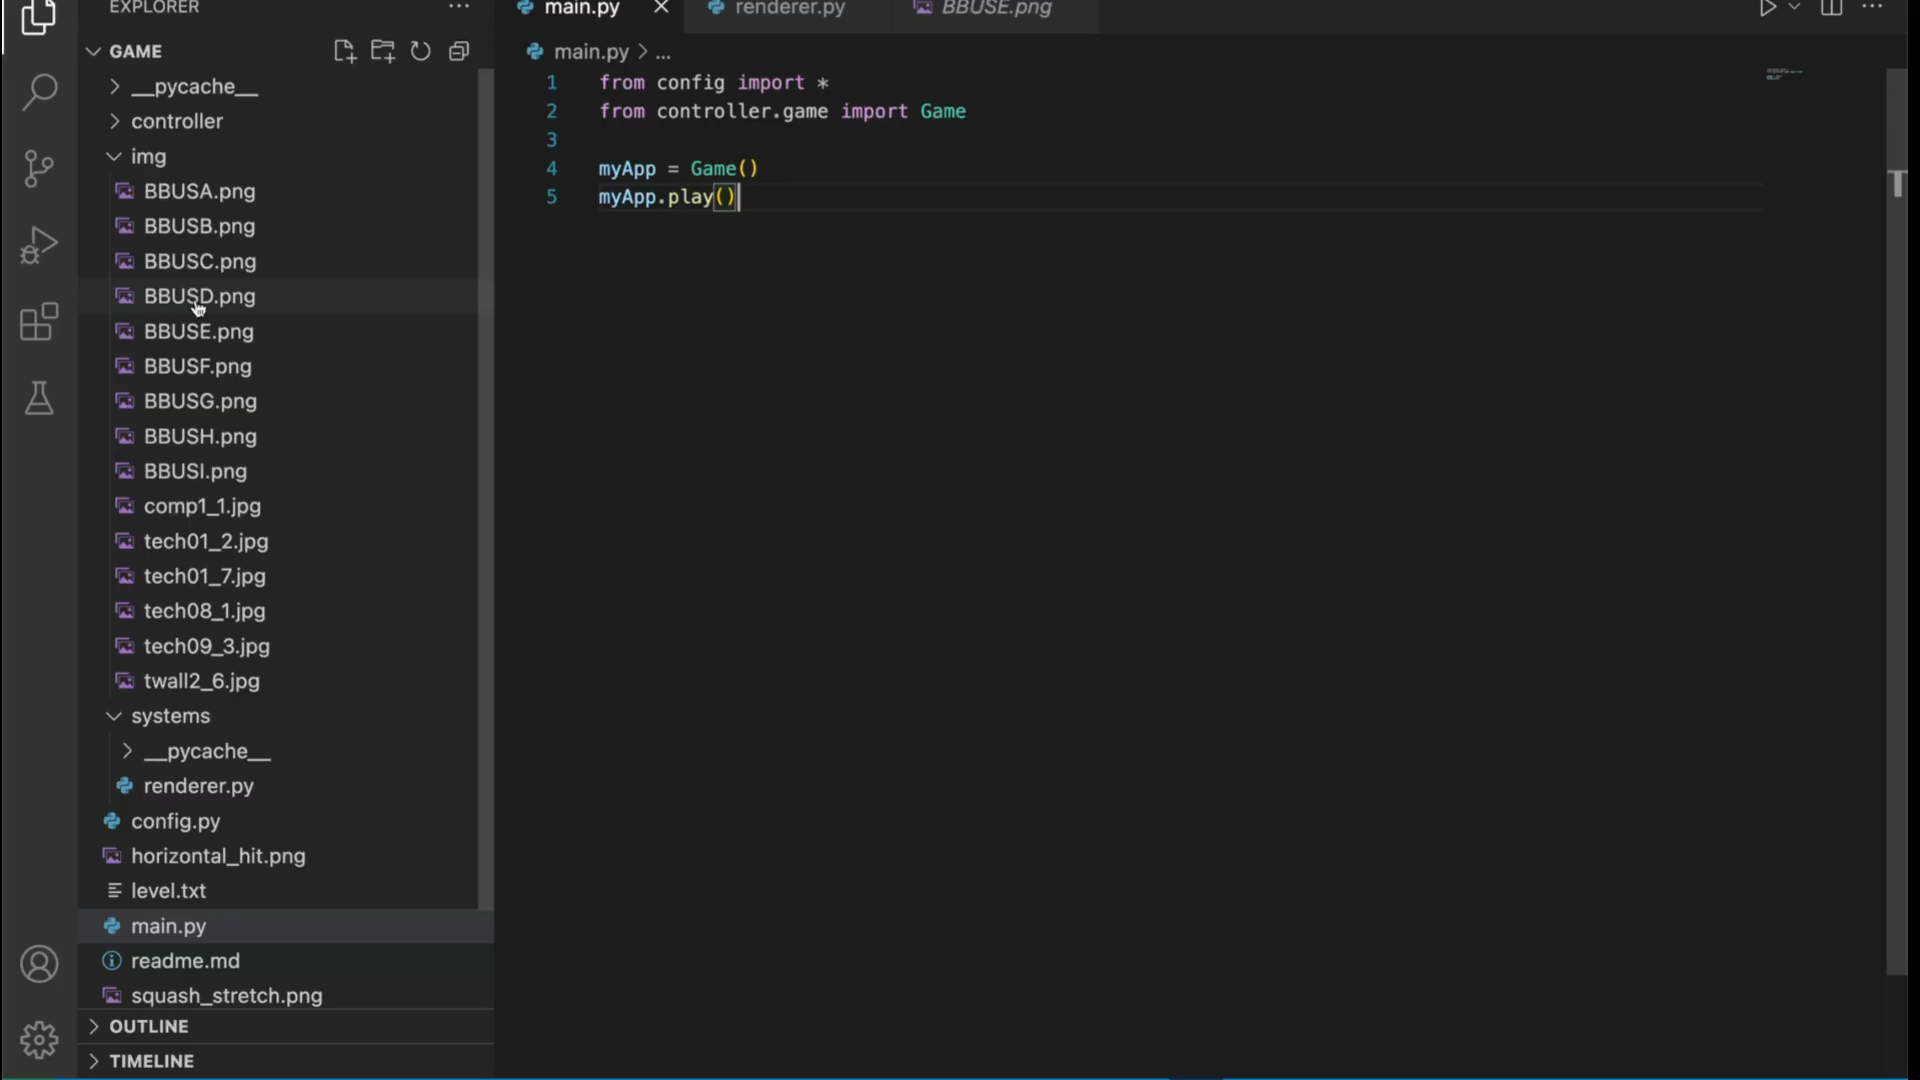 EXPLORER
GAME
__pycache__
controller
img
BBUSA.png
BBUSB.png
BBUSC.png
BBUSD.png
BBUSE.png
BBUSF.png
BBUSG.png
BBUSH.png
BBUSI.png
comp1_1.jpg
tech01_2.jpg
tech01_7.jpg
tech08_1.jpg
tech09_3.jpg
twall2_6.jpg
systems
__pycache__
renderer.py
config.py
horizontal_hit.png
level.txt
main.py
readme.md
squash_stretch.png
OUTLINE
TIMELINE
main.py renderer.py BBUSE.png
main.py > ...
1 from config import *
2 from controller.game import Game
3
4 myApp = Game()
5 myApp.play()